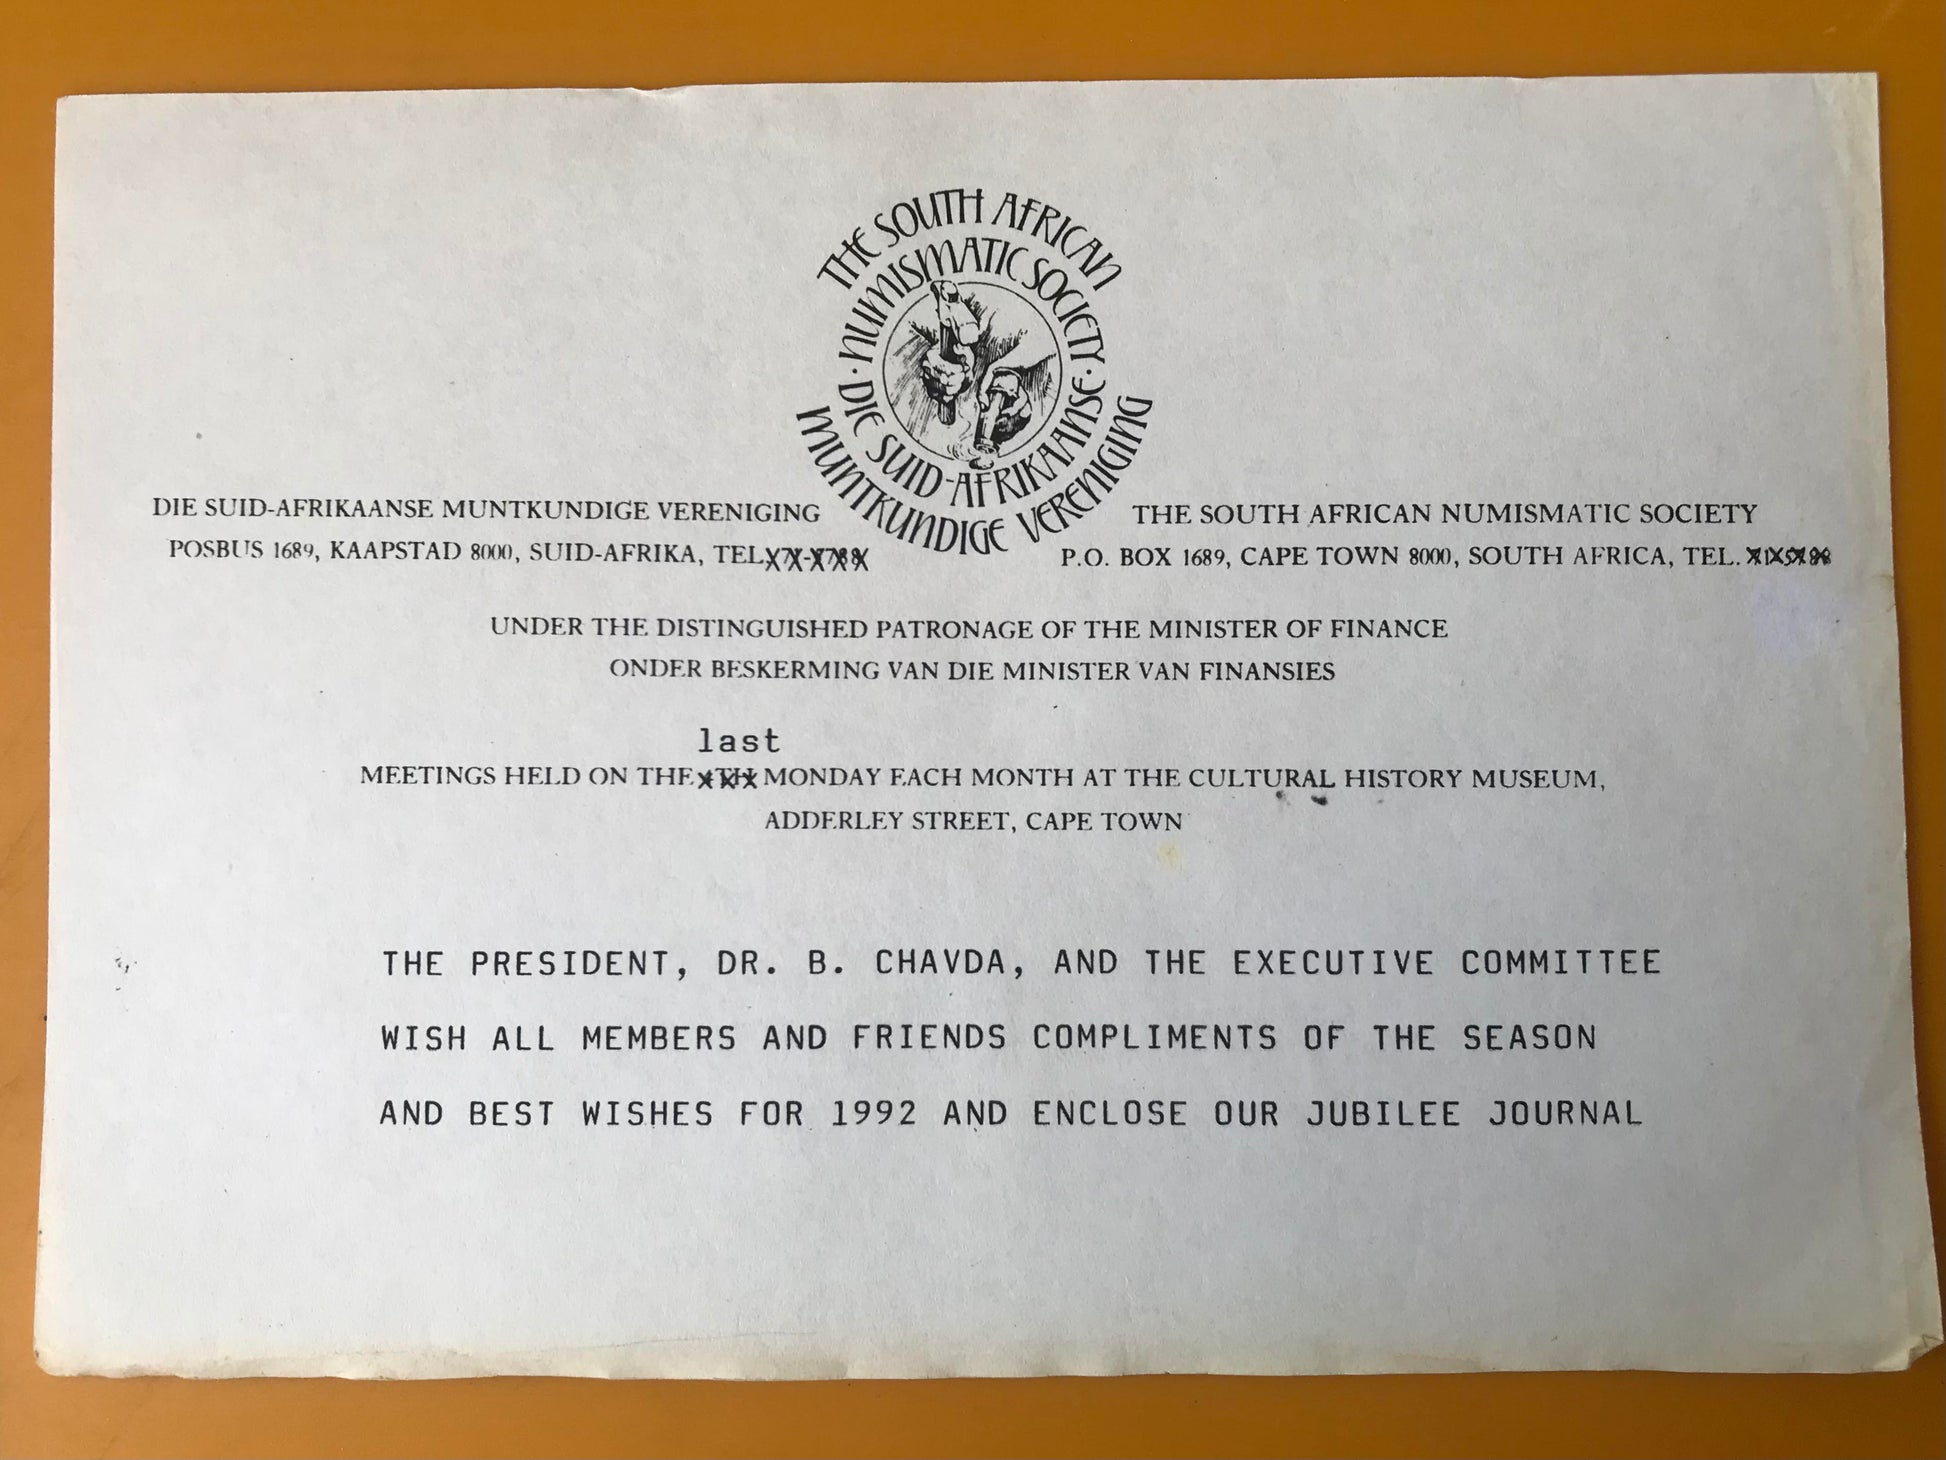 THE SOUTH AFRICAN
NUMISMATIC SOCIETY
· DIE SUID-AFRIKAANSE ·
MUNTKUNDIGE VERENIGING
DIE SUID-AFRIKAANSE MUNTKUNDIGE VERENIGING
POSBUS 1689, KAAPSTAD 8000, SUID-AFRIKA, TEL
THE SOUTH AFRICAN NUMISMATIC SOCIETY
P.O. BOX 1689, CAPE TOWN 8000, SOUTH AFRICA, TEL.
UNDER THE DISTINGUISHED PATRONAGE OF THE MINISTER OF FINANCE
ONDER BESKERMING VAN DIE MINISTER VAN FINANSIES
last
MEETINGS HELD ON THE MONDAY EACH MONTH AT THE CULTURAL HISTORY MUSEUM,
ADDERLEY STREET, CAPE TOWN
THE PRESIDENT, DR. B. CHAVDA, AND THE EXECUTIVE COMMITTEE
WISH ALL MEMBERS AND FRIENDS COMPLIMENTS OF THE SEASON
AND BEST WISHES FOR 1992 AND ENCLOSE OUR JUBILEE JOURNAL